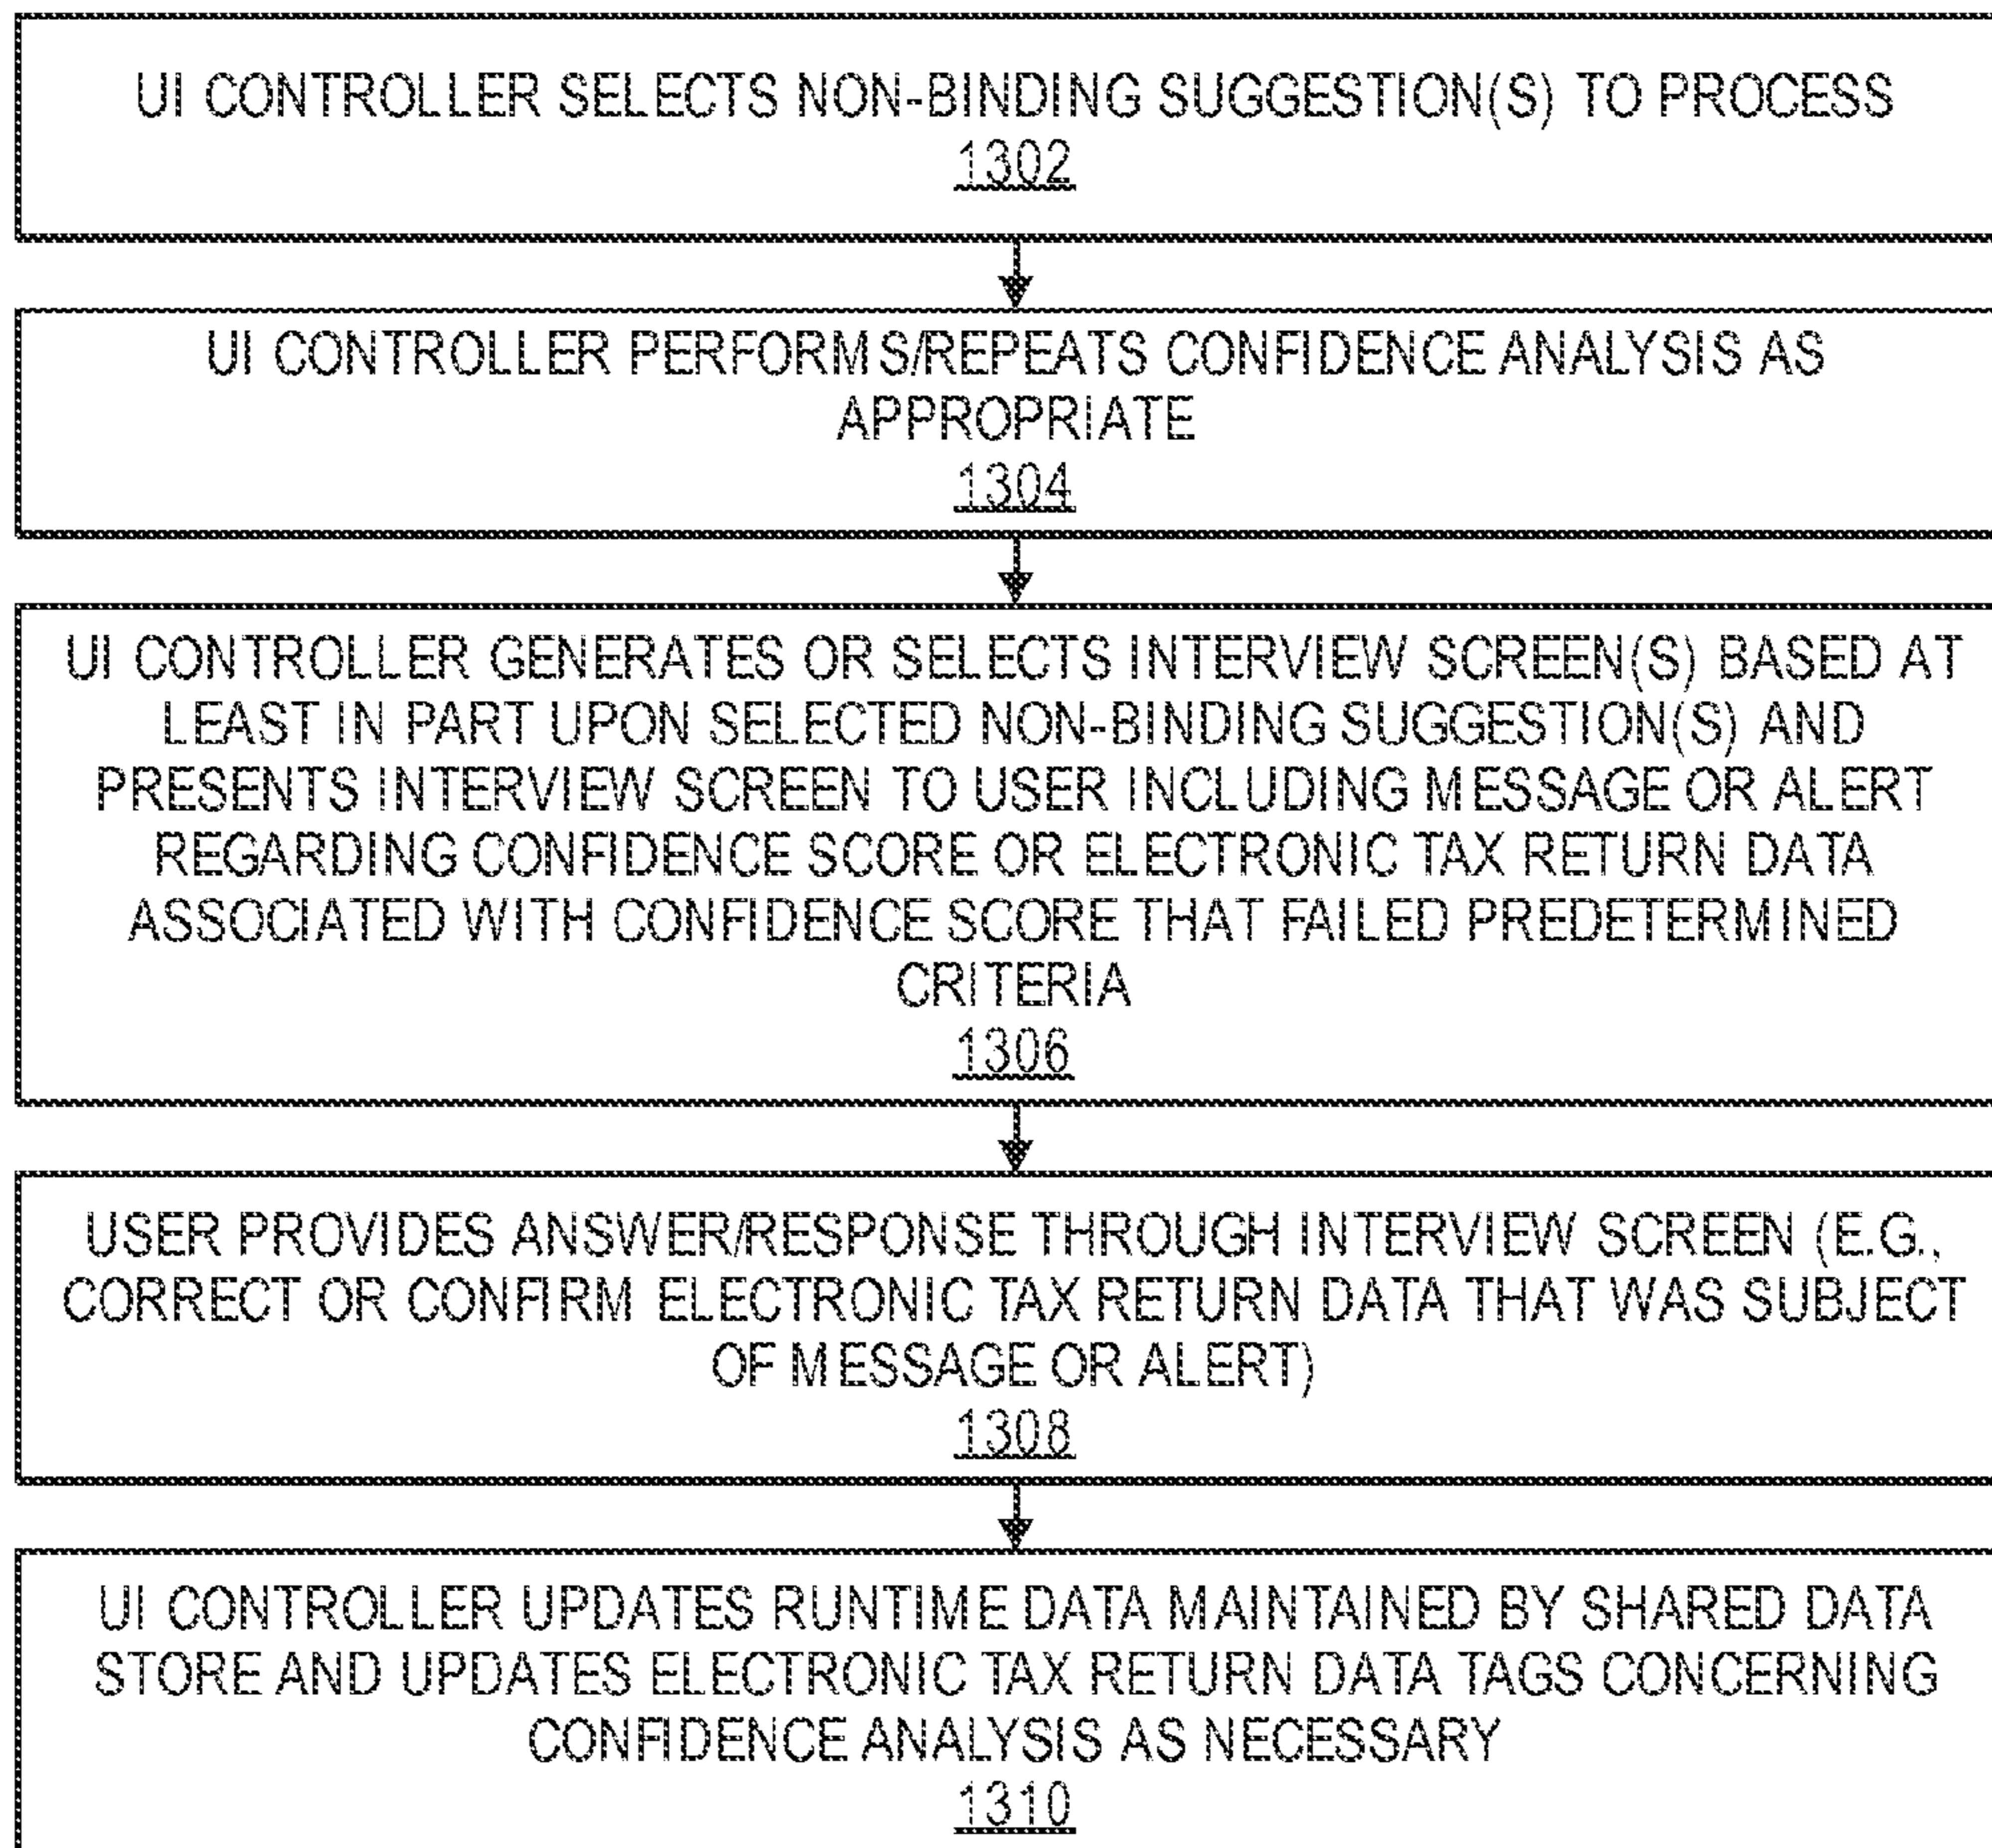 UI CONTROLLER SELECTS NON-BINDING SUGGESTION(S) TO PROCESS
1302
UI CONTROLLER PERFORMS/REPEATS CONFIDENCE ANALYSIS AS
APPROPRIATE
1304
UI CONTROLLER GENERATES OR SELECTS INTERVIEW SCREEN(S) BASED AT
LEAST IN PART UPON SELECTED NON-BINDING SUGGESTION(S) AND
PRESENTS INTERVIEW SCREEN TO USER INCLUDING MESSAGE OR ALERT
REGARDING CONFIDENCE SCORE OR ELECTRONIC TAX RETURN DATA
ASSOCIATED WITH CONFIDENCE SCORE THAT FAILED PREDETERMINED
CRITERIA
1306
USER PROVIDES ANSWER/RESPONSE THROUGH INTERVIEW SCREEN (E.G.,
CORRECT OR CONFIRM ELECTRONIC TAX RETURN DATA THAT WAS SUBJECT
OF MESSAGE OR ALERT)
1308
UI CONTROLLER UPDATES RUNTIME DATA MAINTAINED BY SHARED DATA
STORE AND UPDATES ELECTRONIC TAX RETURN DATA TAGS CONCERNING
CONFIDENCE ANALYSIS AS NECESSARY
1310